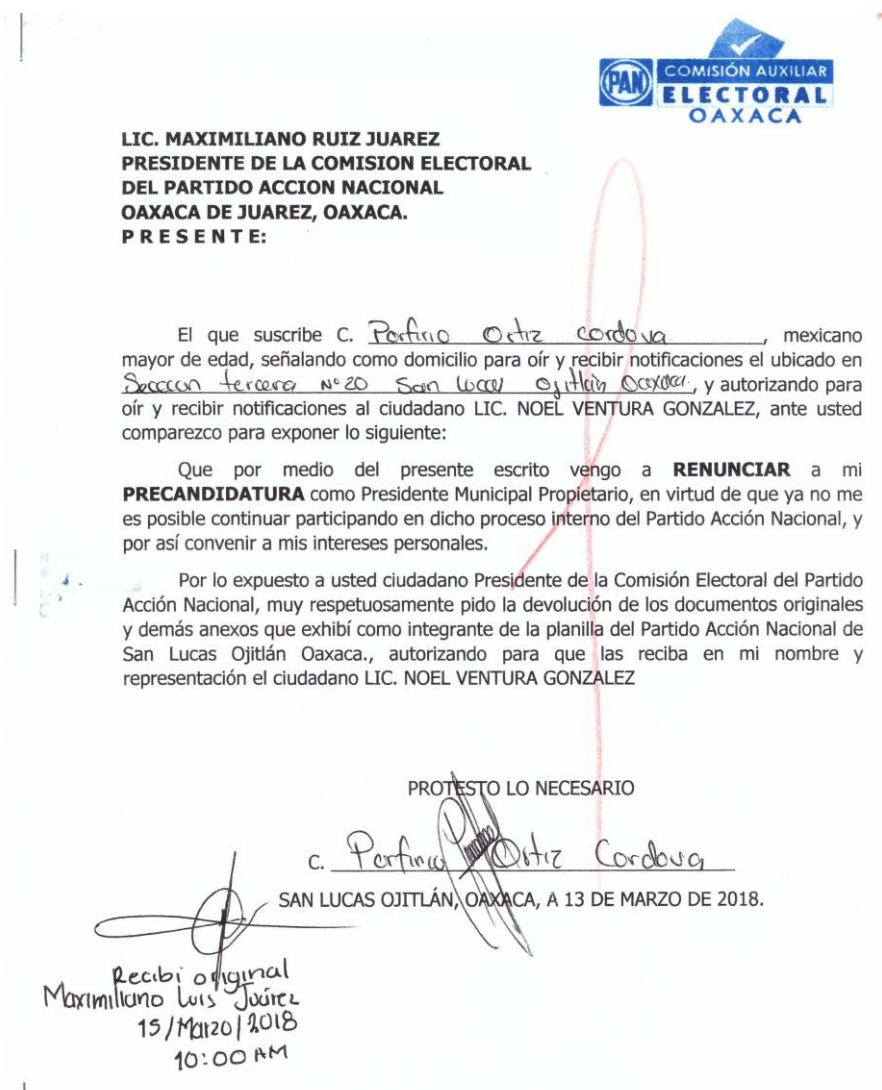 PAN
COMISIÓN AUXILIAR
ELECTORAL
OAXACA
LIC. MAXIMILIANO RUIZ JUAREZ
PRESIDENTE DE LA COMISION ELECTORAL
DEL PARTIDO ACCION NACIONAL
OAXACA DE JUAREZ, OAXACA.
P R E S E N T E:
El que suscribe C. Porfirio Ortiz cordova, mexicano
mayor de edad, señalando como domicilio para oír y recibir notificaciones el ubicado en
Seccion tercera N° 20 San Lucas Ojitlán Oaxaca., y autorizando para
oír y recibir notificaciones al ciudadano LIC. NOEL VENTURA GONZALEZ, ante usted
comparezco para exponer lo siguiente:
Que por medio del presente escrito vengo a RENUNCIAR a mi
PRECANDIDATURA como Presidente Municipal Propietario, en virtud de que ya no me
es posible continuar participando en dicho proceso interno del Partido Acción Nacional, y
por así convenir a mis intereses personales.
Por lo expuesto a usted ciudadano Presidente de la Comisión Electoral del Partido
Acción Nacional, muy respetuosamente pido la devolución de los documentos originales
y demás anexos que exhibí como integrante de la planilla del Partido Acción Nacional de
San Lucas Ojitlán Oaxaca., autorizando para que las reciba en mi nombre y
representación el ciudadano LIC. NOEL VENTURA GONZALEZ
PROTESTO LO NECESARIO
C. Porfirio Ortiz Cordova
SAN LUCAS OJITLÁN, OAXACA, A 13 DE MARZO DE 2018.
Recibi original
Maximiliano Luis Juárez
15/Marzo/2018
10:00 AM